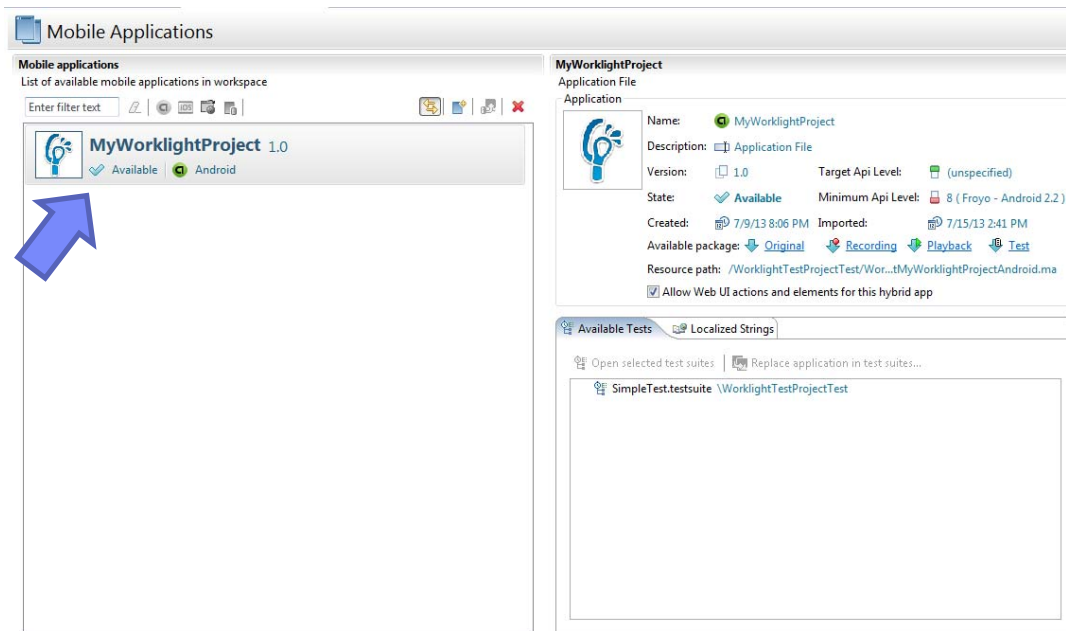 Mobile Applications
Mobile applications
List of available mobile applications in workspace
Enter filter text
iOS
MyWorklightProject 1.0
Available
Android
MyWorklightProject
Application File
Application
Name: MyWorklightProject
Description: Application File
Version: 1.0 Target Api Level: (unspecified)
State: Available Minimum Api Level: 8 ( Froyo - Android 2.2 )
Created: 7/9/13 8:06 PM Imported: 7/15/13 2:41 PM
Available package: Original Recording Playback Test
Resource path: /WorklightTestProjectTest/Wor...tMyWorklightProjectAndroid.ma
Allow Web UI actions and elements for this hybrid app
Available Tests Localized Strings
Open selected test suites Replace application in test suites...
SimpleTest.testsuite \WorklightTestProjectTest